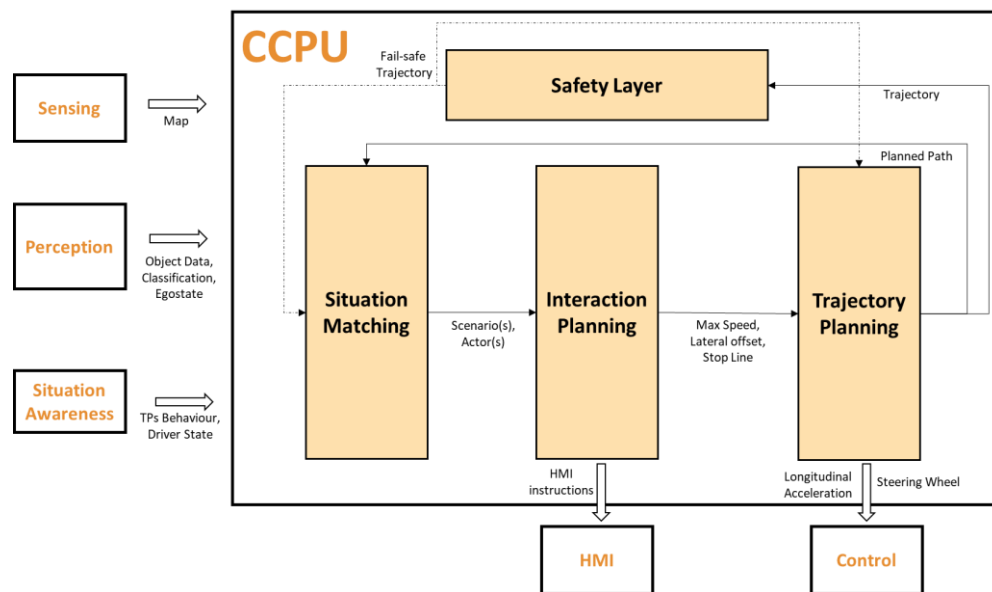 CCPU
Fail-safe
Trajectory
Safety Layer
Trajectory
Sensing
Map
Planned Path
Perception
Object Data,
Classification,
Egostate
Situation
Matching
Scenario(s),
Actor(s)
Interaction
Planning
Max Speed,
Lateral offset,
Stop Line
Trajectory
Planning
Situation
Awareness
TPs Behaviour,
Driver State
HMI
instructions
Longitudinal
Acceleration
Steering Wheel
HMI
Control